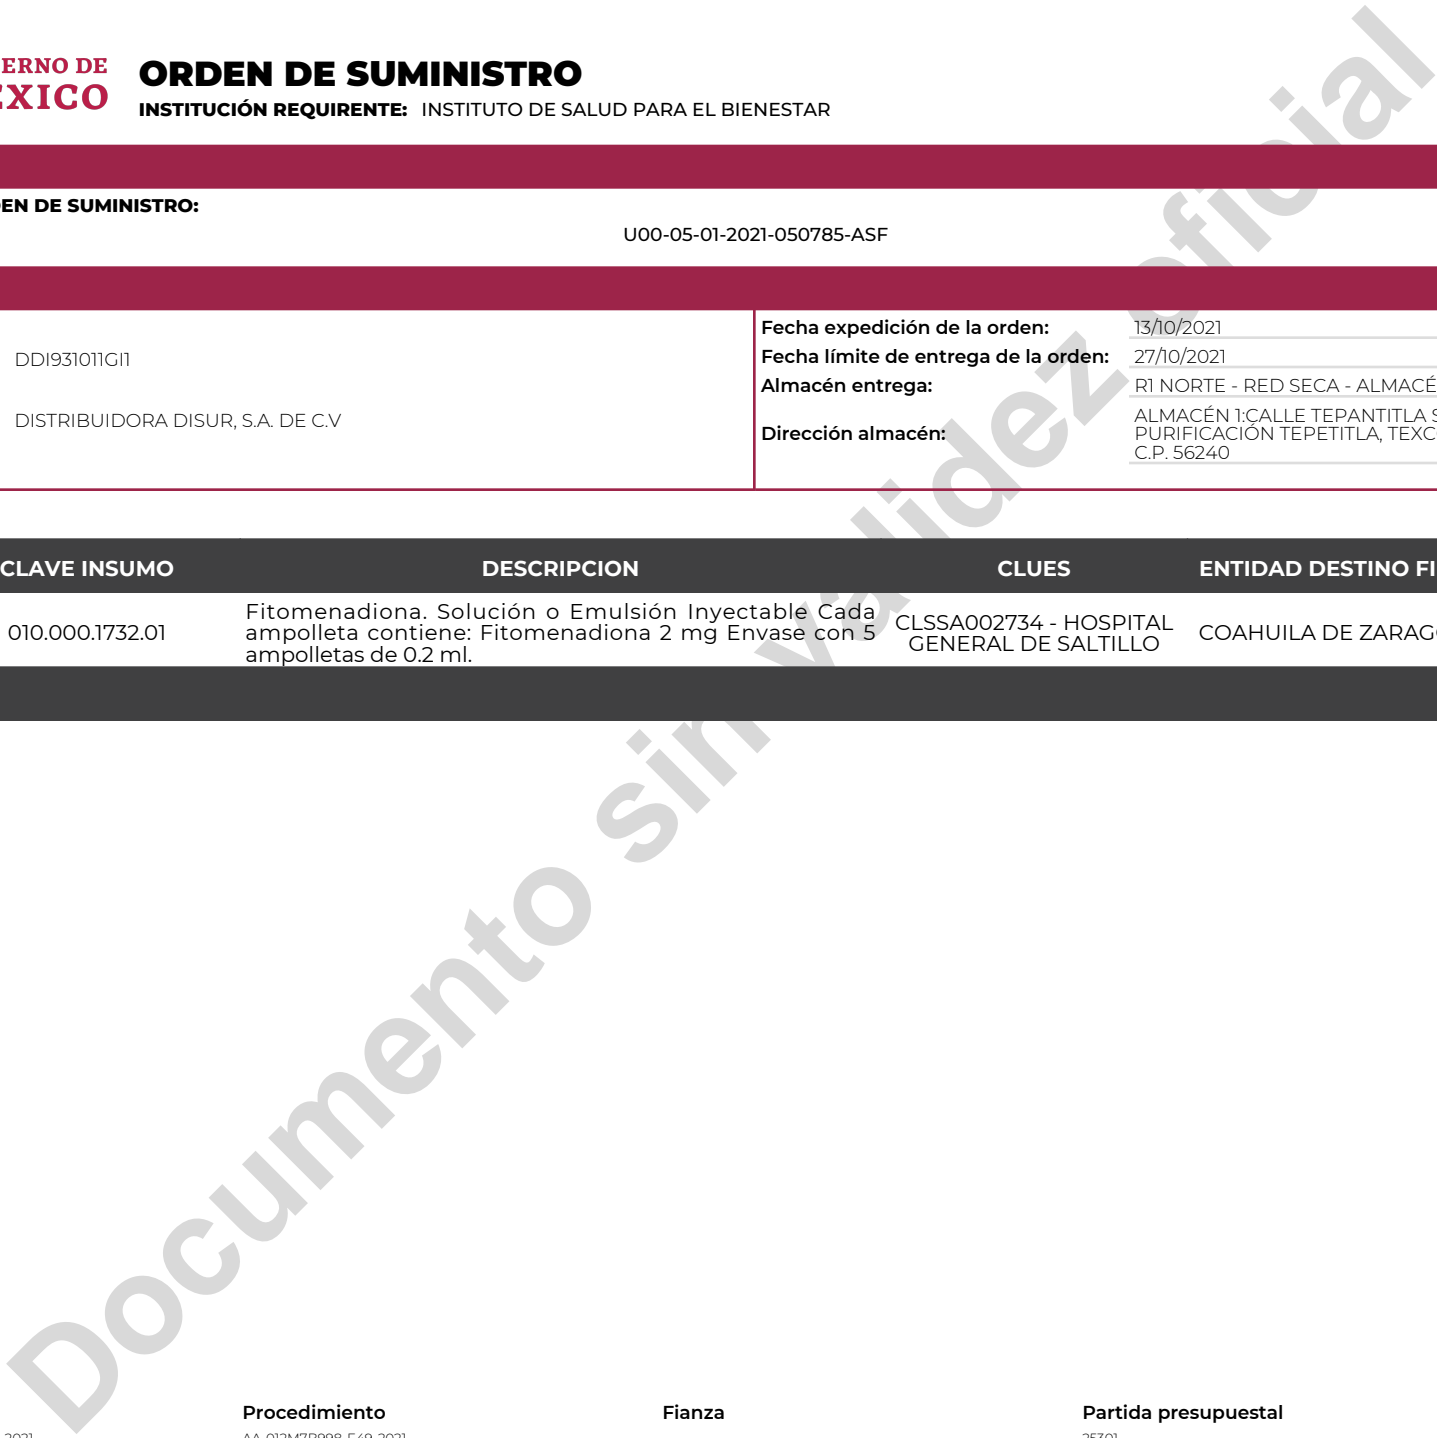 ERNO DE
ORDEN DE SUMINISTRO
EXICO
INSTITUCIÓN REQUIRENTE: INSTITUTO DE SALUD PARA EL BIENESTAR
EN DE SUMINISTRO:
U00-05-01-2021-050785-ASF
DDI931011GI1
DISTRIBUIDORA DISUR, S.A. DE C.V
Fecha expedición de la orden: 13/10/2021
Fecha límite de entrega de la orden: 27/10/2021
Almacén entrega: R1 NORTE - RED SECA - ALMACÉ
Dirección almacén: ALMACÉN 1:CALLE TEPANTITLA S
PURIFICACIÓN TEPETITLA, TEXC
C.P. 56240
CLAVE INSUMO DESCRIPCION CLUES ENTIDAD DESTINO FI
010.000.1732.01
Fitomenadiona. Solución o Emulsión Inyectable Cada
ampolleta contiene: Fitomenadiona 2 mg Envase con 5
ampolletas de 0.2 ml.
CLSSA002734 - HOSPITAL
GENERAL DE SALTILLO
COAHUILA DE ZARAG
Documento sin validez oficial
Procedimiento Fianza Partida presupuestal